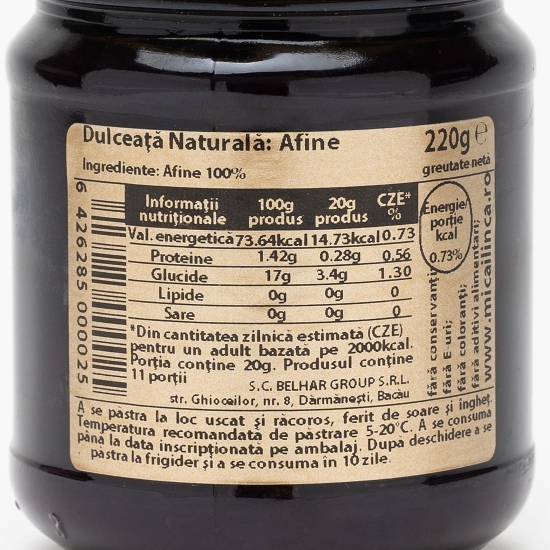 Dulceață Naturală: Afine
220g ℮
greutate netă
Ingrediente: Afine 100%
Informații nutriționale 100g produs 20g produs CZE* %
Val. energetică 73.64kcal 14.73kcal 0.73
Proteine 1.42g 0.28g 0.56
Glucide 17g 3.4g 1.30
Lipide 0g 0g 0
Sare 0g 0g 0
*Din cantitatea zilnică estimată (CZE)
pentru un adult bazată pe 2000kcal.
Porția conține 20g. Produsul conține
11 porții
S.C. BELHAR GROUP S.R.L.
str. Ghioceilor, nr. 8, Dărmănești, Bacău
A se păstra la loc uscat și răcoros, ferit de soare și îngheț.
Temperatura recomandată de păstrare 5-20°C. A se consuma
până la data inscripționată pe ambalaj. După deschidere a se
păstra la frigider și a se consuma în 10 zile.
6 426285 000025
Energie/
porție
kcal
0.73%
fără conservanți;
fără E-uri;
fără coloranți;
fără aditivi alimentari;
www.micailinca.ro